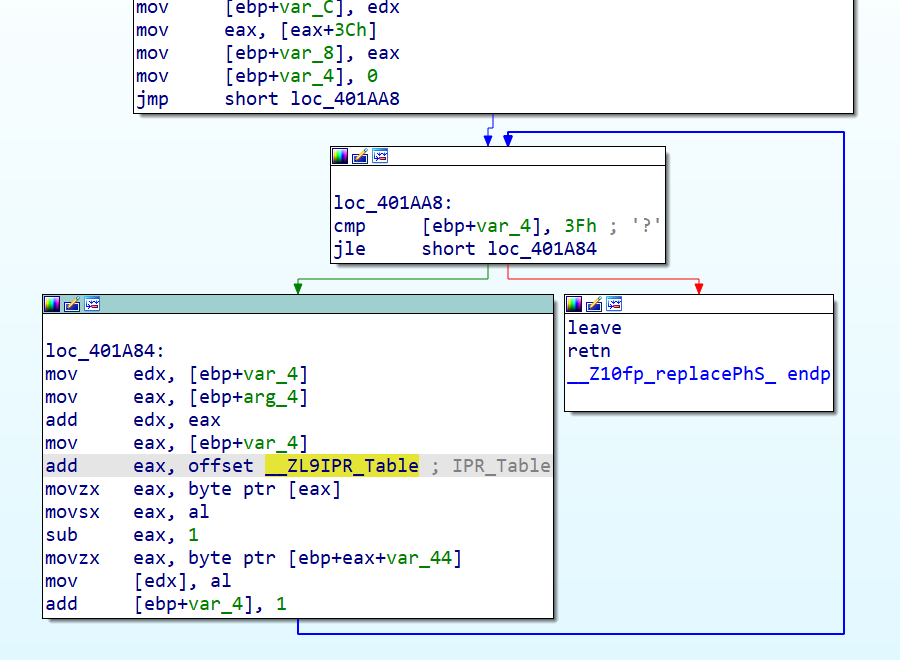 mov [ebp+var_C], edx
mov eax, [eax+3Ch]
mov [ebp+var_8], eax
mov [ebp+var_4], 0
jmp short loc_401AA8
loc_401AA8:
cmp [ebp+var_4], 3Fh ; '?'
jle short loc_401A84
loc_401A84:
mov edx, [ebp+var_4]
mov eax, [ebp+arg_4]
add edx, eax
mov eax, [ebp+var_4]
add eax, offset __ZL9IPR_Table ; IPR_Table
movzx eax, byte ptr [eax]
movsx eax, al
sub eax, 1
movzx eax, byte ptr [ebp+eax+var_44]
mov [edx], al
add [ebp+var_4], 1
leave
retn
__Z10fp_replacePhS_ endp